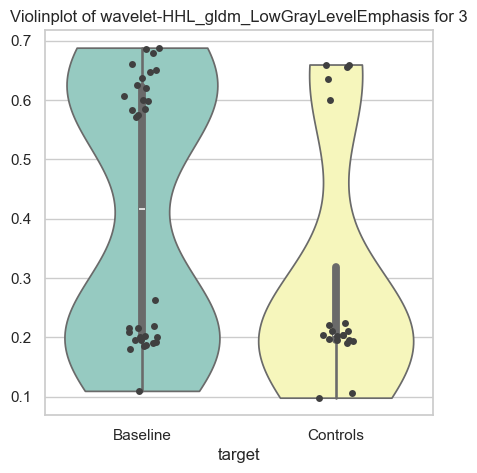 Violinplot of wavelet-HHL_gldm_LowGrayLevelEmphasis for 3
0.7
0.6
0.5
0.4
0.3
0.2
0.1
Baseline
Controls
target